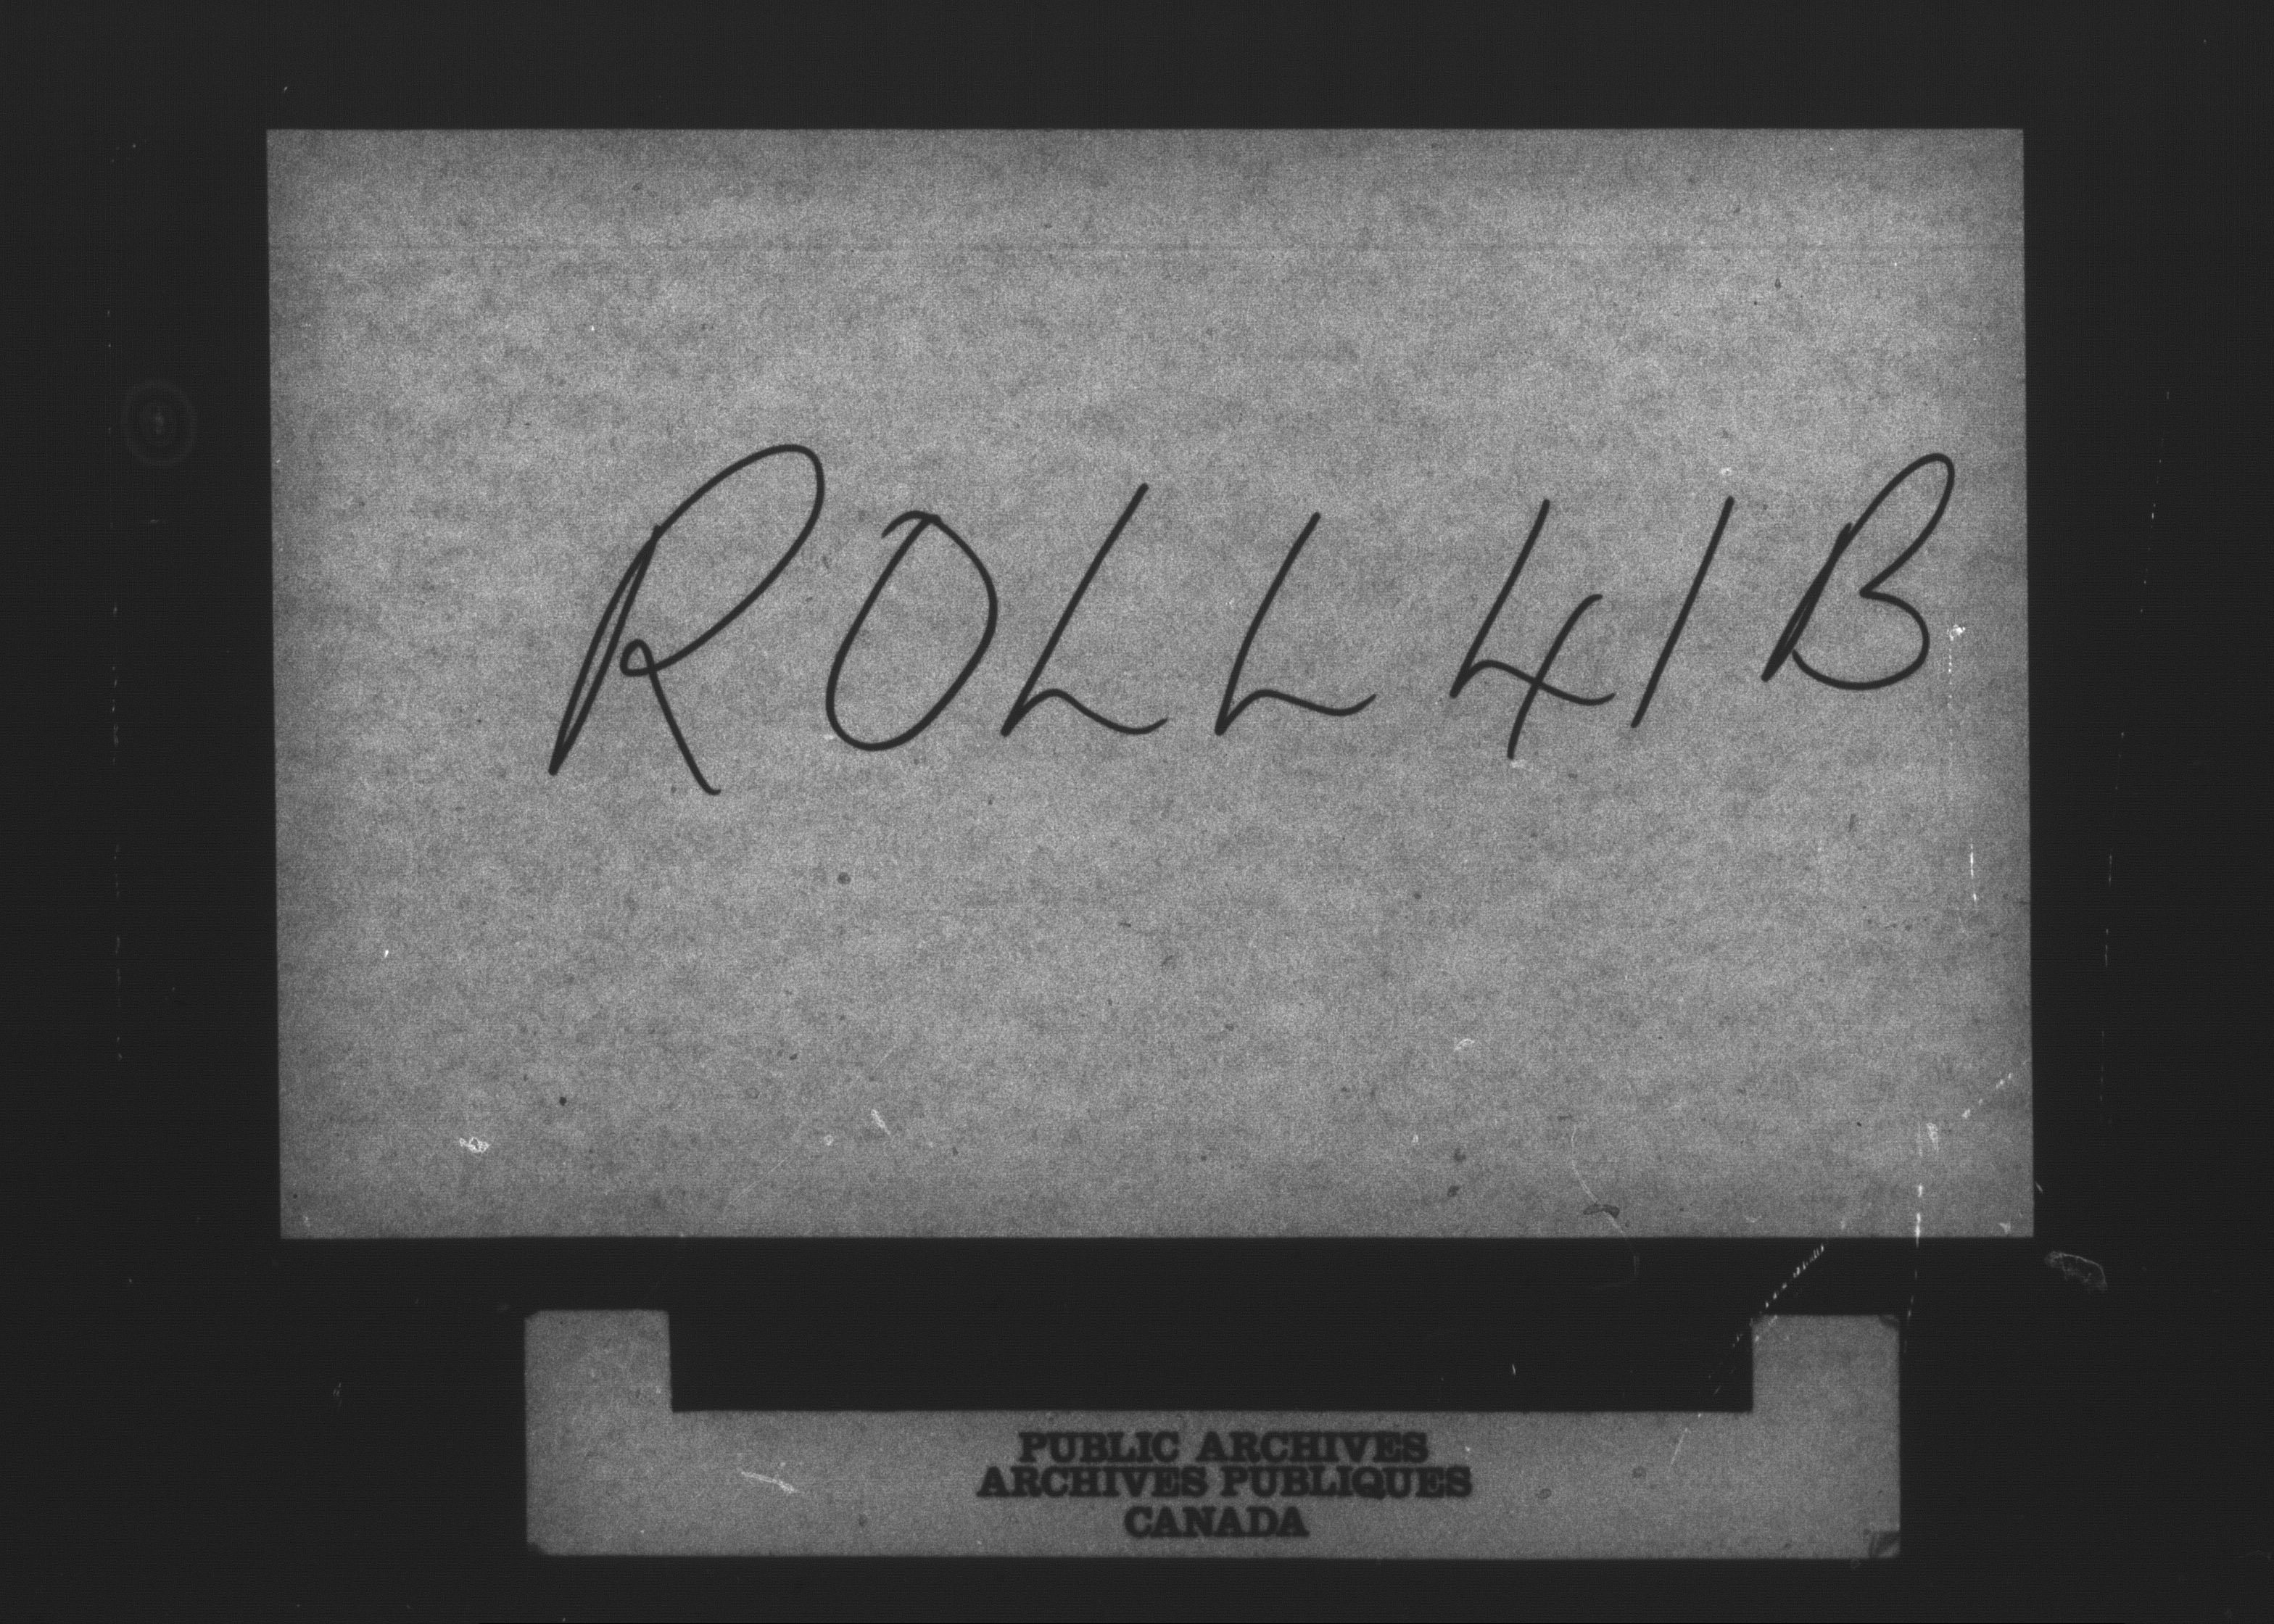 ROLL 41B
PUBLIC ARCHIVES
ARCHIVES PUBLIQUES
CANADA